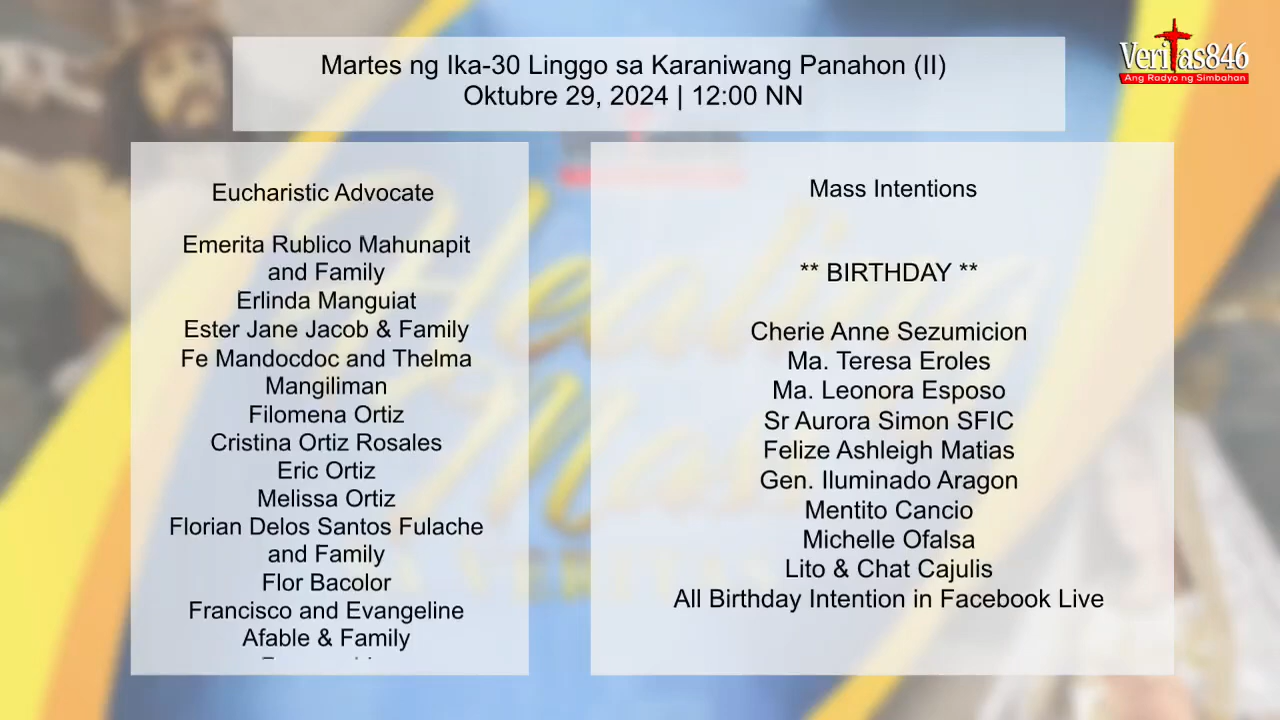 Martes ng Ika-30 Linggo sa Karaniwang Panahon (II)
Oktubre 29, 2024 | 12:00 NN
Veritas846
Ang Radyo ng Simbahan
Eucharistic Advocate
Emerita Rublico Mahunapit
and Family
Erlinda Manguiat
Ester Jane Jacob & Family
Fe Mandocdoc and Thelma
Mangiliman
Filomena Ortiz
Cristina Ortiz Rosales
Eric Ortiz
Melissa Ortiz
Florian Delos Santos Fulache
and Family
Flor Bacolor
Francisco and Evangeline
Afable & Family
Mass Intentions
** BIRTHDAY **
Cherie Anne Sezumicion
Ma. Teresa Eroles
Ma. Leonora Esposo
Sr Aurora Simon SFIC
Felize Ashleigh Matias
Gen. Iluminado Aragon
Mentito Cancio
Michelle Ofalsa
Lito & Chat Cajulis
All Birthday Intention in Facebook Live
Healing
Mass